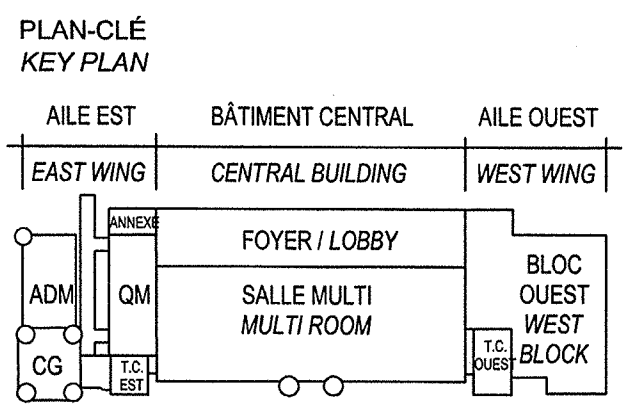 PLAN-CLÉ
KEY PLAN
AILE EST
BÂTIMENT CENTRAL
AILE OUEST
EAST WING
CENTRAL BUILDING
WEST WING
ANNEXE
FOYER / LOBBY
ADM
QM
SALLE MULTI
MULTI ROOM
BLOC
OUEST
WEST
BLOCK
CG
T.C.
EST
T.C.
OUEST